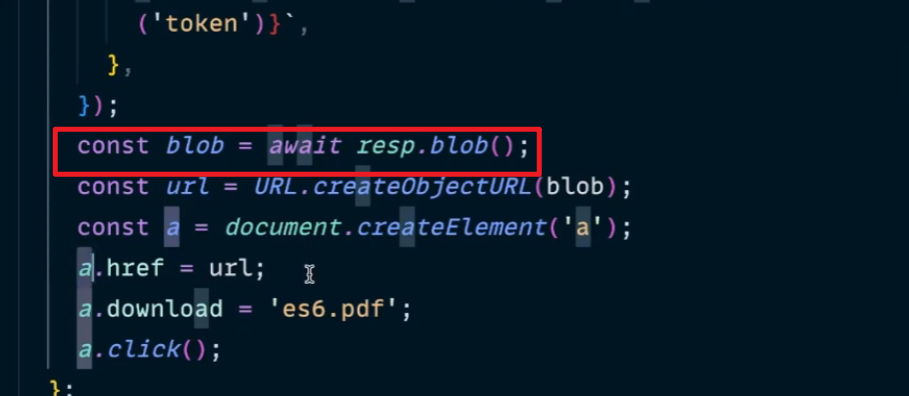 ('token')}`,
},
});
const blob = await resp.blob();
const url = URL.createObjectURL(blob);
const a = document.createElement('a');
a.href = url;
a.download = 'es6.pdf';
a.click();
};